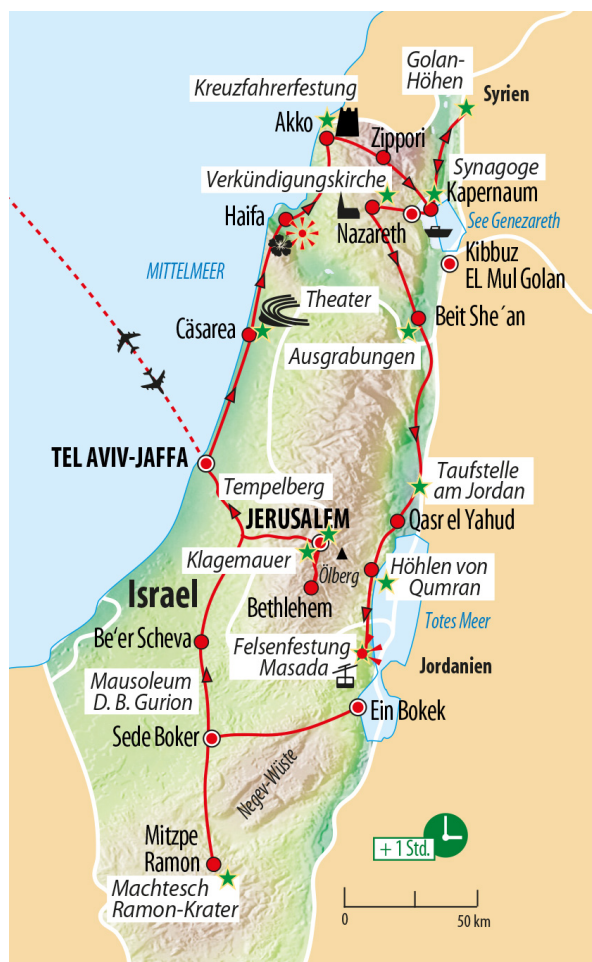 Golan-
Höhen
Syrien
Kreuzfahrerfestung
Akko
Zippori
Verkündigungskirche
Synagoge
Kapernaum
Haifa
Nazareth
See Genezareth
Kibbuz
EL Mul Golan
MITTELMEER
Theater
Beit She´an
Cäsarea
Ausgrabungen
TEL AVIV-JAFFA
Taufstelle
am Jordan
Tempelberg
JERUSALEM
Qasr el Yahud
Klagemauer
Ölberg
Höhlen von
Qumran
Israel
Bethlehem
Totes Meer
Be'er Scheva
Felsenfestung
Masada
Jordanien
Mausoleum
D. B. Gurion
Ein Bokek
Sede Boker
Negev-Wüste
Mitzpe
Ramon
+ 1 Std.
Machtesch
Ramon-Krater
0
50 km